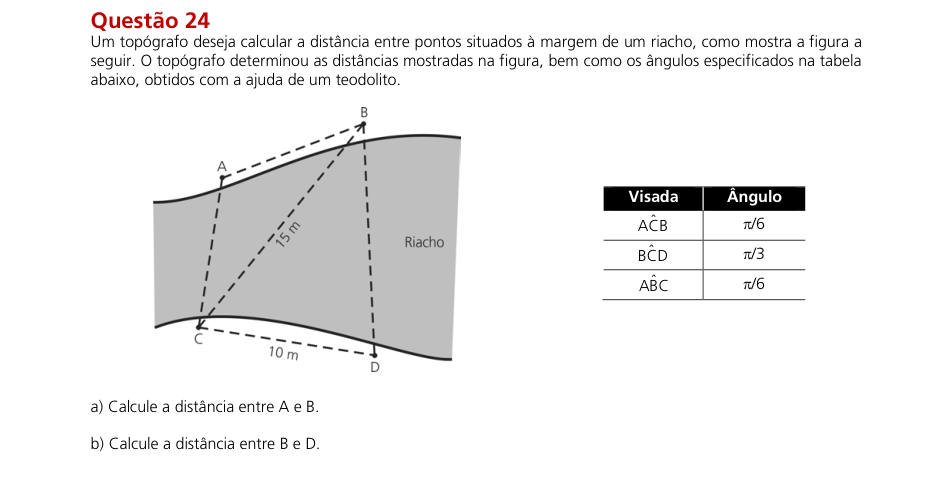 Questão 24
Um topógrafo deseja calcular a distância entre pontos situados à margem de um riacho, como mostra a figura a
seguir. O topógrafo determinou as distâncias mostradas na figura, bem como os ângulos especificados na tabela
abaixo, obtidos com a ajuda de um teodolito.
B
A
15 m
Riacho
C
10 m
D
Visada Ângulo
AĈB π/6
BĈD π/3
AB̂C π/6
a) Calcule a distância entre A e B.
b) Calcule a distância entre B e D.